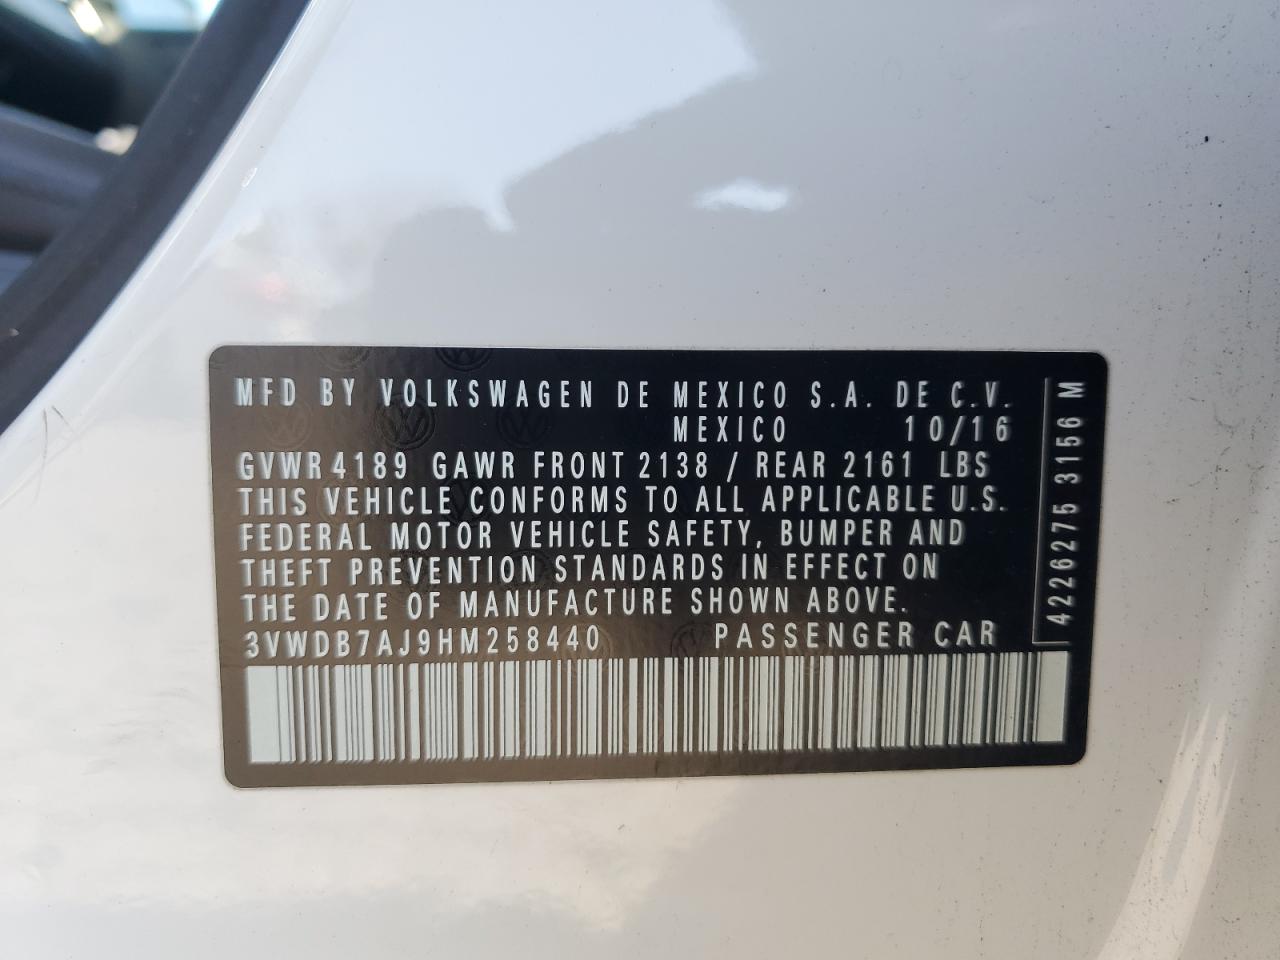 MFD BY VOLKSWAGEN DE MEXICO S.A. DE C.V.
MEXICO 10/16
GVWR 4189 GAWR FRONT 2138 / REAR 2161 LBS
THIS VEHICLE CONFORMS TO ALL APPLICABLE U.S.
FEDERAL MOTOR VEHICLE SAFETY, BUMPER AND
THEFT PREVENTION STANDARDS IN EFFECT ON
THE DATE OF MANUFACTURE SHOWN ABOVE.
3VWDB7AJ9HM258440 PASSENGER CAR
4226275 3156 M